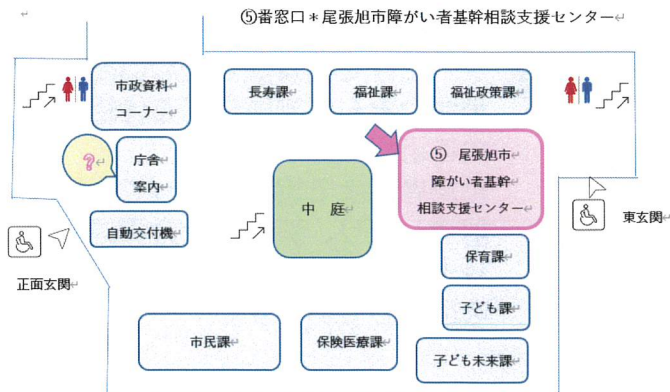 ⑤番窓口＊尾張旭市障がい者基幹相談支援センター
市政資料
コーナー
長寿課
福祉課
福祉政策課
?
庁舎
案内
⑤ 尾張旭市
障がい者基幹
相談支援センター
中 庭
自動交付機
東玄関
正面玄関
保育課
子ども課
市民課
保険医療課
子ども未来課